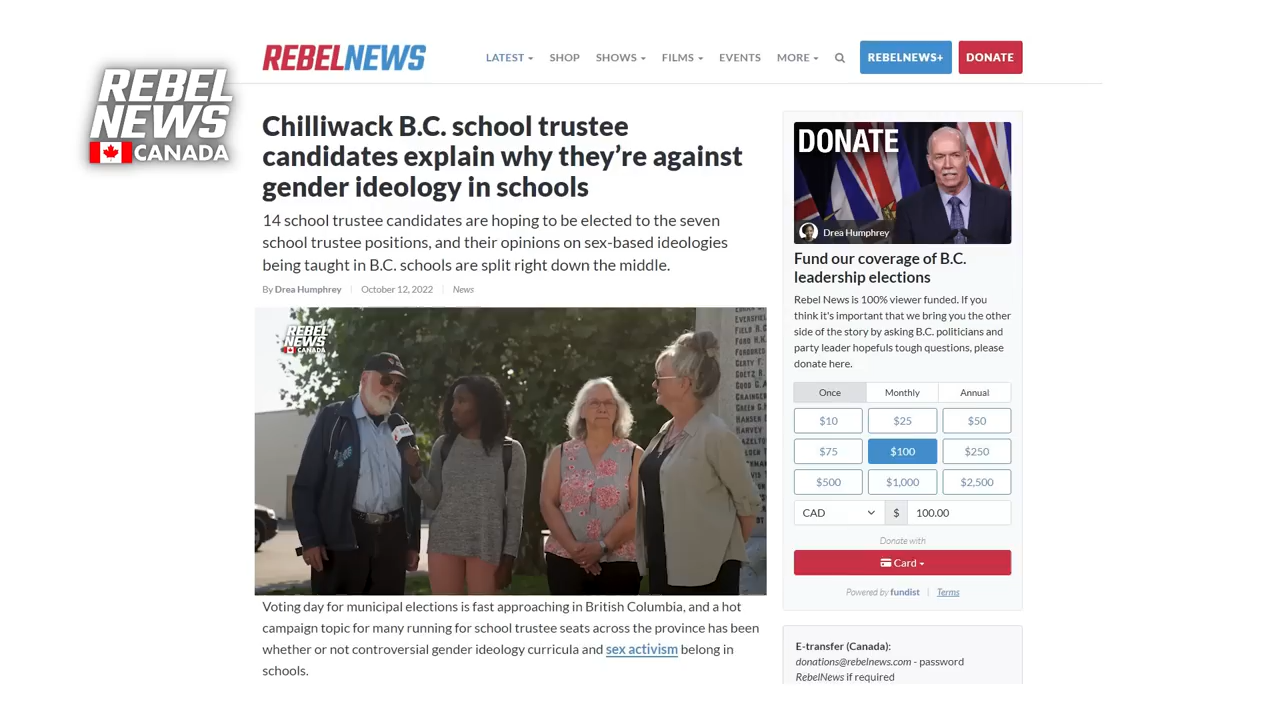 REBELNEWS
LATEST SHOP SHOWS FILMS EVENTS MORE REBELNEWS+ DONATE
REBEL
NEWS
CANADA
Chilliwack B.C. school trustee
candidates explain why they’re against
gender ideology in schools
14 school trustee candidates are hoping to be elected to the seven
school trustee positions, and their opinions on sex-based ideologies
being taught in B.C. schools are split right down the middle.
By Drea Humphrey | October 12, 2022 | News
REBEL
NEWS
CANADA
EVERSFIEL
FIELD R.
Voting day for municipal elections is fast approaching in British Columbia, and a hot
campaign topic for many running for school trustee seats across the province has been
whether or not controversial gender ideology curricula and sex activism belong in
schools.
DONATE
Drea Humphrey
Fund our coverage of B.C.
leadership elections
Rebel News is 100% viewer funded. If you
think it's important that we bring you the other
side of the story by asking B.C. politicians and
party leader hopefuls tough questions, please
donate here.
Once Monthly Annual
$10 $25 $50
$75 $100 $250
$500 $1,000 $2,500
CAD $ 100.00
Donate with
Card
Powered by fundist | Terms
E-transfer (Canada):
donations@rebelnews.com - password
RebelNews if required